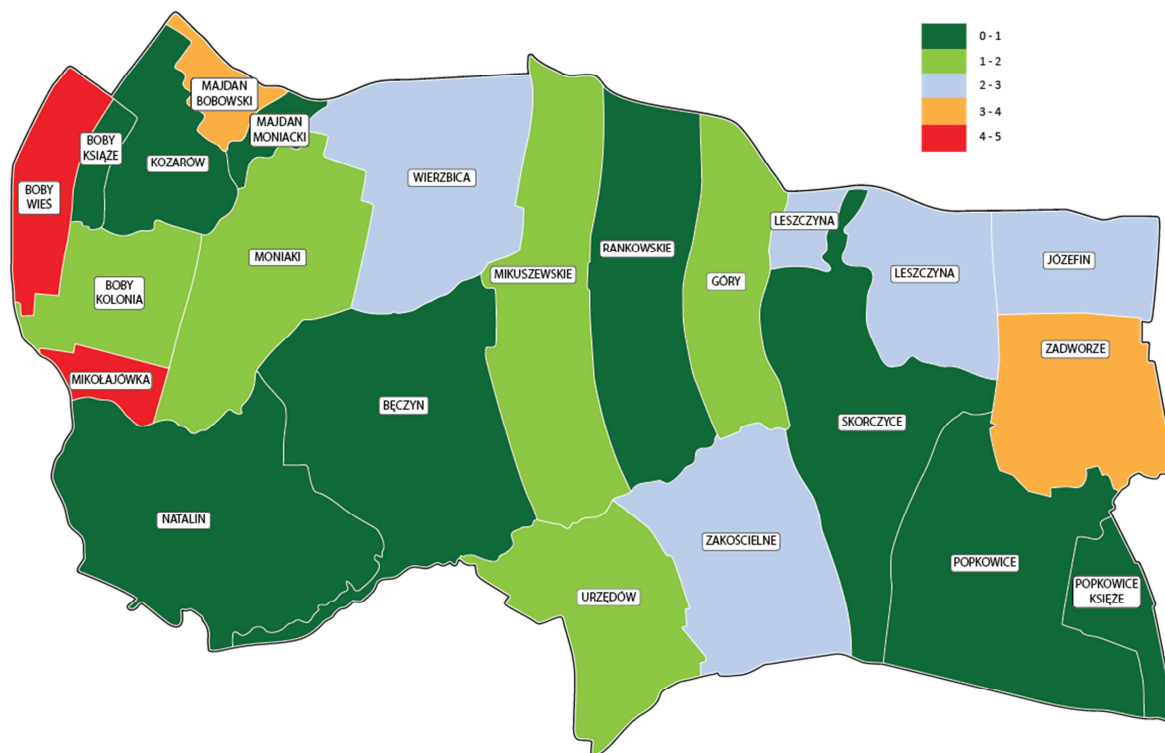 0 - 1
1 - 2
2 - 3
3 - 4
4 - 5
MAJDAN
BOBOWSKI
MAJDAN
MONIACKI
BOBY
KSIĄŻE
KOZARÓW
BOBY
WIEŚ
WIERZBICA
LESZCZYNA
RANKOWSKIE
MONIAKI
MIKUSZEWSKIE
GÓRY
LESZCZYNA
JÓZEFIN
BOBY
KOLONIA
ZADWORZE
MIKOŁAJÓWKA
BĘCZYN
SKORCZYCE
NATALIN
ZAKOŚCIELNE
POPKOWICE
URZĘDÓW
POPKOWICE
KSIĘŻE